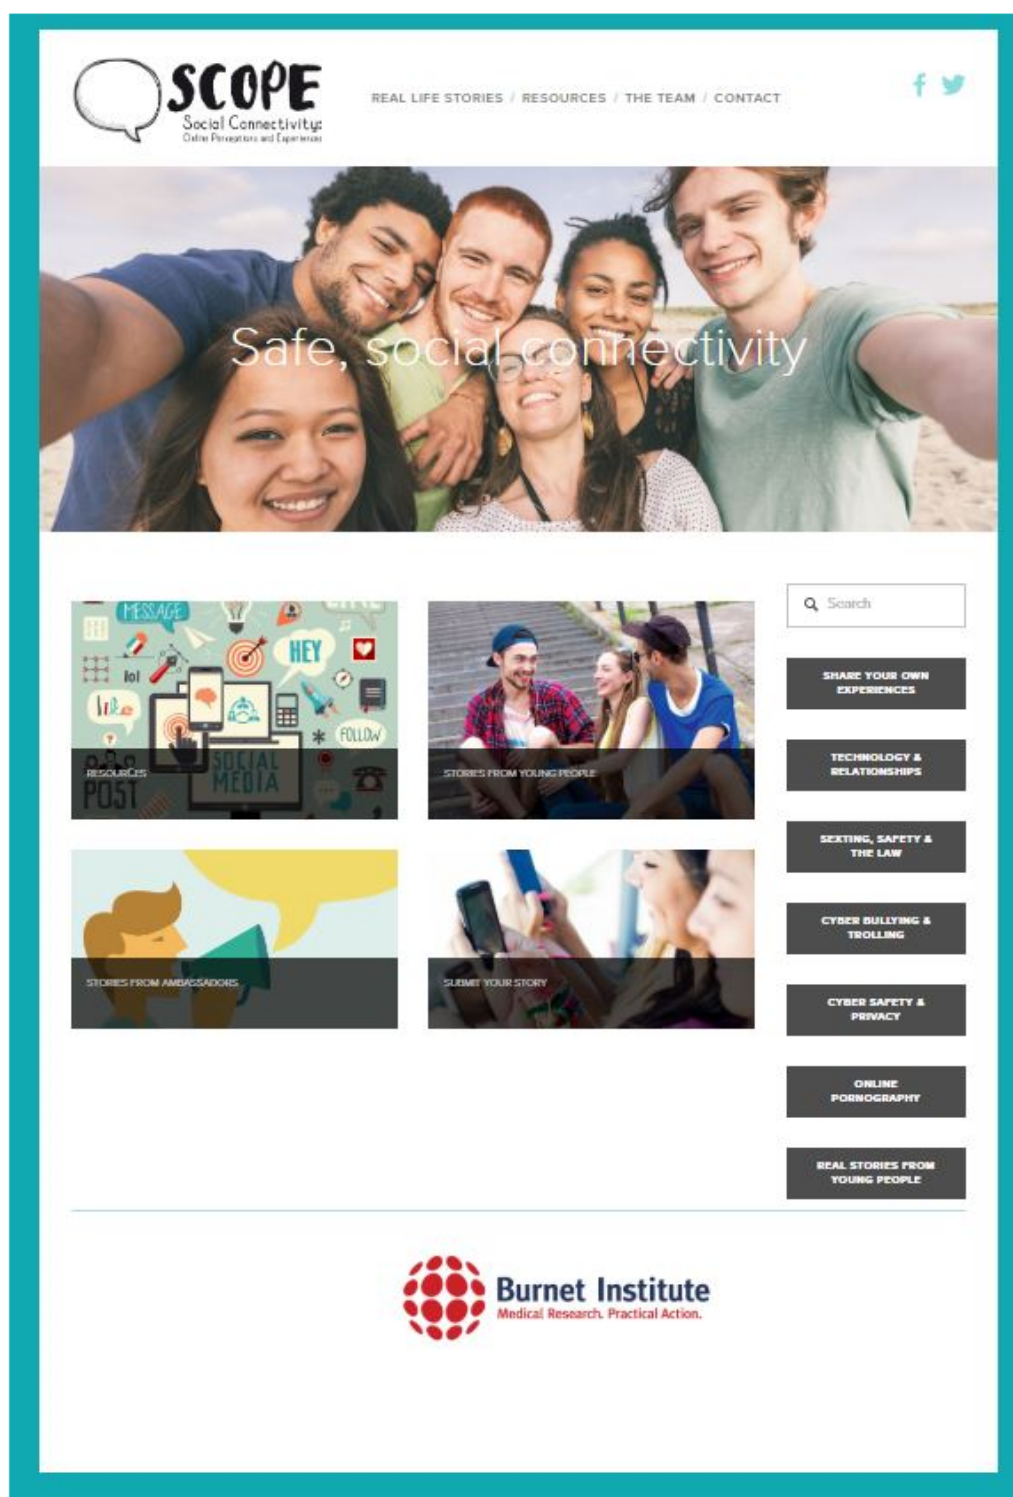 SCOPE
Social Connectivity:
Online Perceptions and Experiences
REAL LIFE STORIES / RESOURCES / THE TEAM / CONTACT
Safe, social connectivity
MESSAGE
LIKE
HEY
lol
like
FOLLOW
SOCIAL
MEDIA
POST
RESOURCES
STORIES FROM YOUNG PEOPLE
STORIES FROM AMBASSADORS
SUBMIT YOUR STORY
Search
SHARE YOUR OWN
EXPERIENCES
TECHNOLOGY &
RELATIONSHIPS
SEXTING, SAFETY &
THE LAW
CYBER BULLYING &
TROLLING
CYBER SAFETY &
PRIVACY
ONLINE
PORNOGRAPHY
REAL STORIES FROM
YOUNG PEOPLE
Burnet Institute
Medical Research. Practical Action.